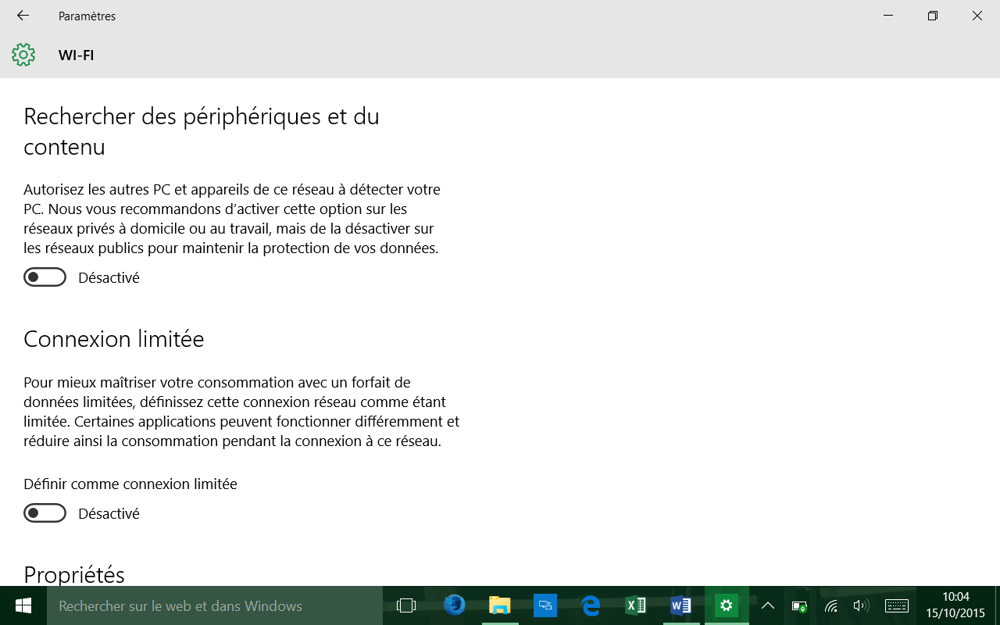 Paramètres
WI-FI
Rechercher des périphériques et du
contenu
Autorisez les autres PC et appareils de ce réseau à détecter votre
PC. Nous vous recommandons d’activer cette option sur les
réseaux privés à domicile ou au travail, mais de la désactiver sur
les réseaux publics pour maintenir la protection de vos données.
Désactivé
Connexion limitée
Pour mieux maîtriser votre consommation avec un forfait de
données limitées, définissez cette connexion réseau comme étant
limitée. Certaines applications peuvent fonctionner différemment et
réduire ainsi la consommation pendant la connexion à ce réseau.
Définir comme connexion limitée
Désactivé
Propriétés
Rechercher sur le web et dans Windows
10:04
15/10/2015